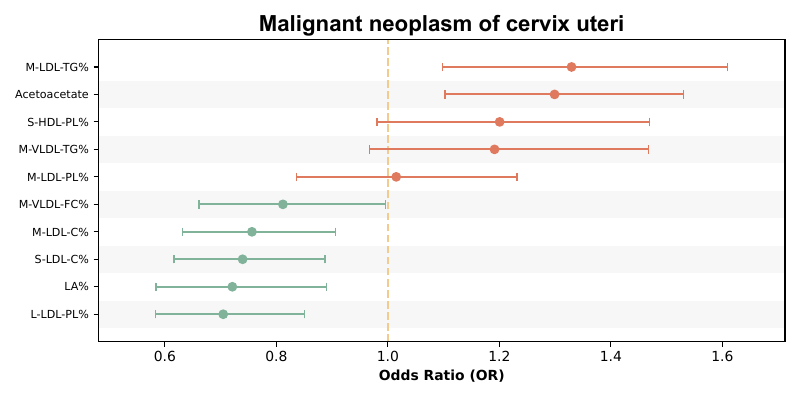 Malignant neoplasm of cervix uteri
M-LDL-TG%
Acetoacetate
S-HDL-PL%
M-VLDL-TG%
M-LDL-PL%
M-VLDL-FC%
M-LDL-C%
S-LDL-C%
LA%
L-LDL-PL%
0.6 0.8 1.0 1.2 1.4 1.6
Odds Ratio (OR)